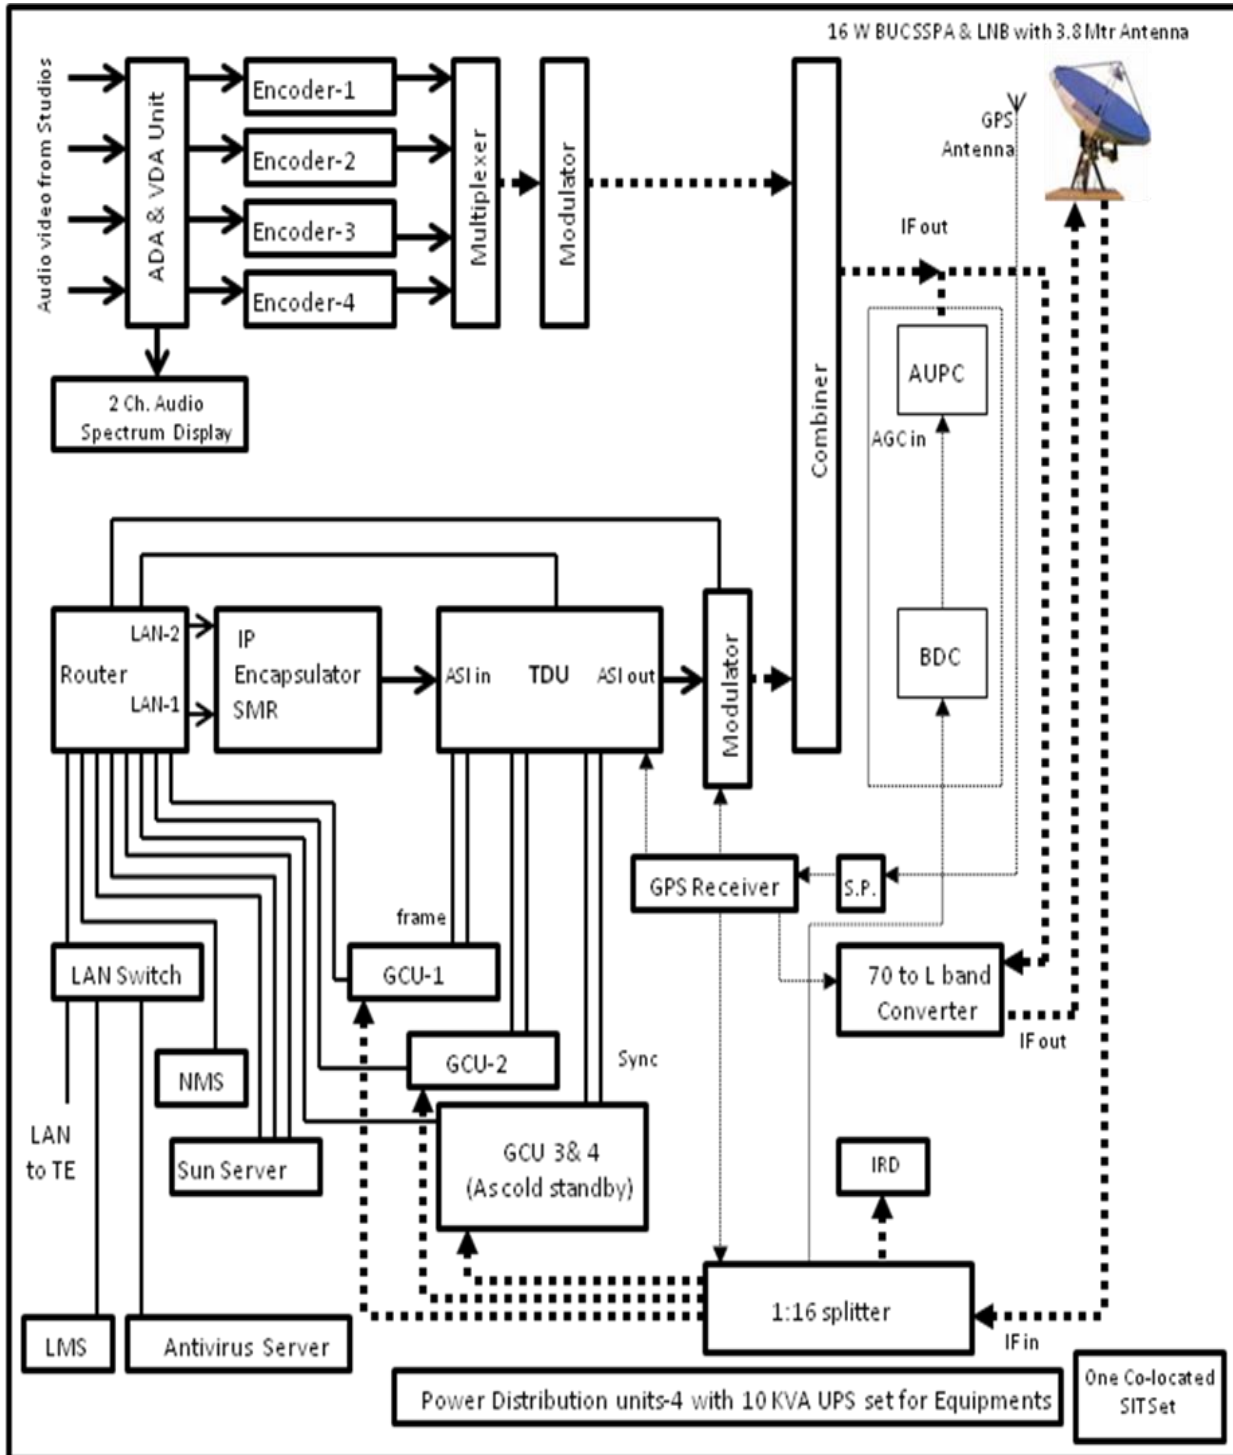 16 W BUCSSPA & LNB with 3.8 Mtr Antenna
Audio video from Studios
ADA & VDA Unit
Encoder-1
Encoder-2
Encoder-3
Encoder-4
Multiplexer
Modulator
Combiner
GPS
Antenna
IF out
2 Ch. Audio
Spectrum Display
AUPC
AGC in
BDC
Router
LAN-2
LAN-1
IP
Encapsulator
SMR
ASI in
TDU
ASI out
Modulator
GPS Receiver
S.P.
frame
LAN Switch
GCU-1
70 to L band
Converter
IF out
GCU-2
Sync
NMS
LAN
to TE
Sun Server
GCU 3& 4
(As cold standby)
IRD
1:16 splitter
IF in
LMS
Antivirus Server
Power Distribution units-4 with 10 KVA UPS set for Equipments
One Co-located
SIT Set